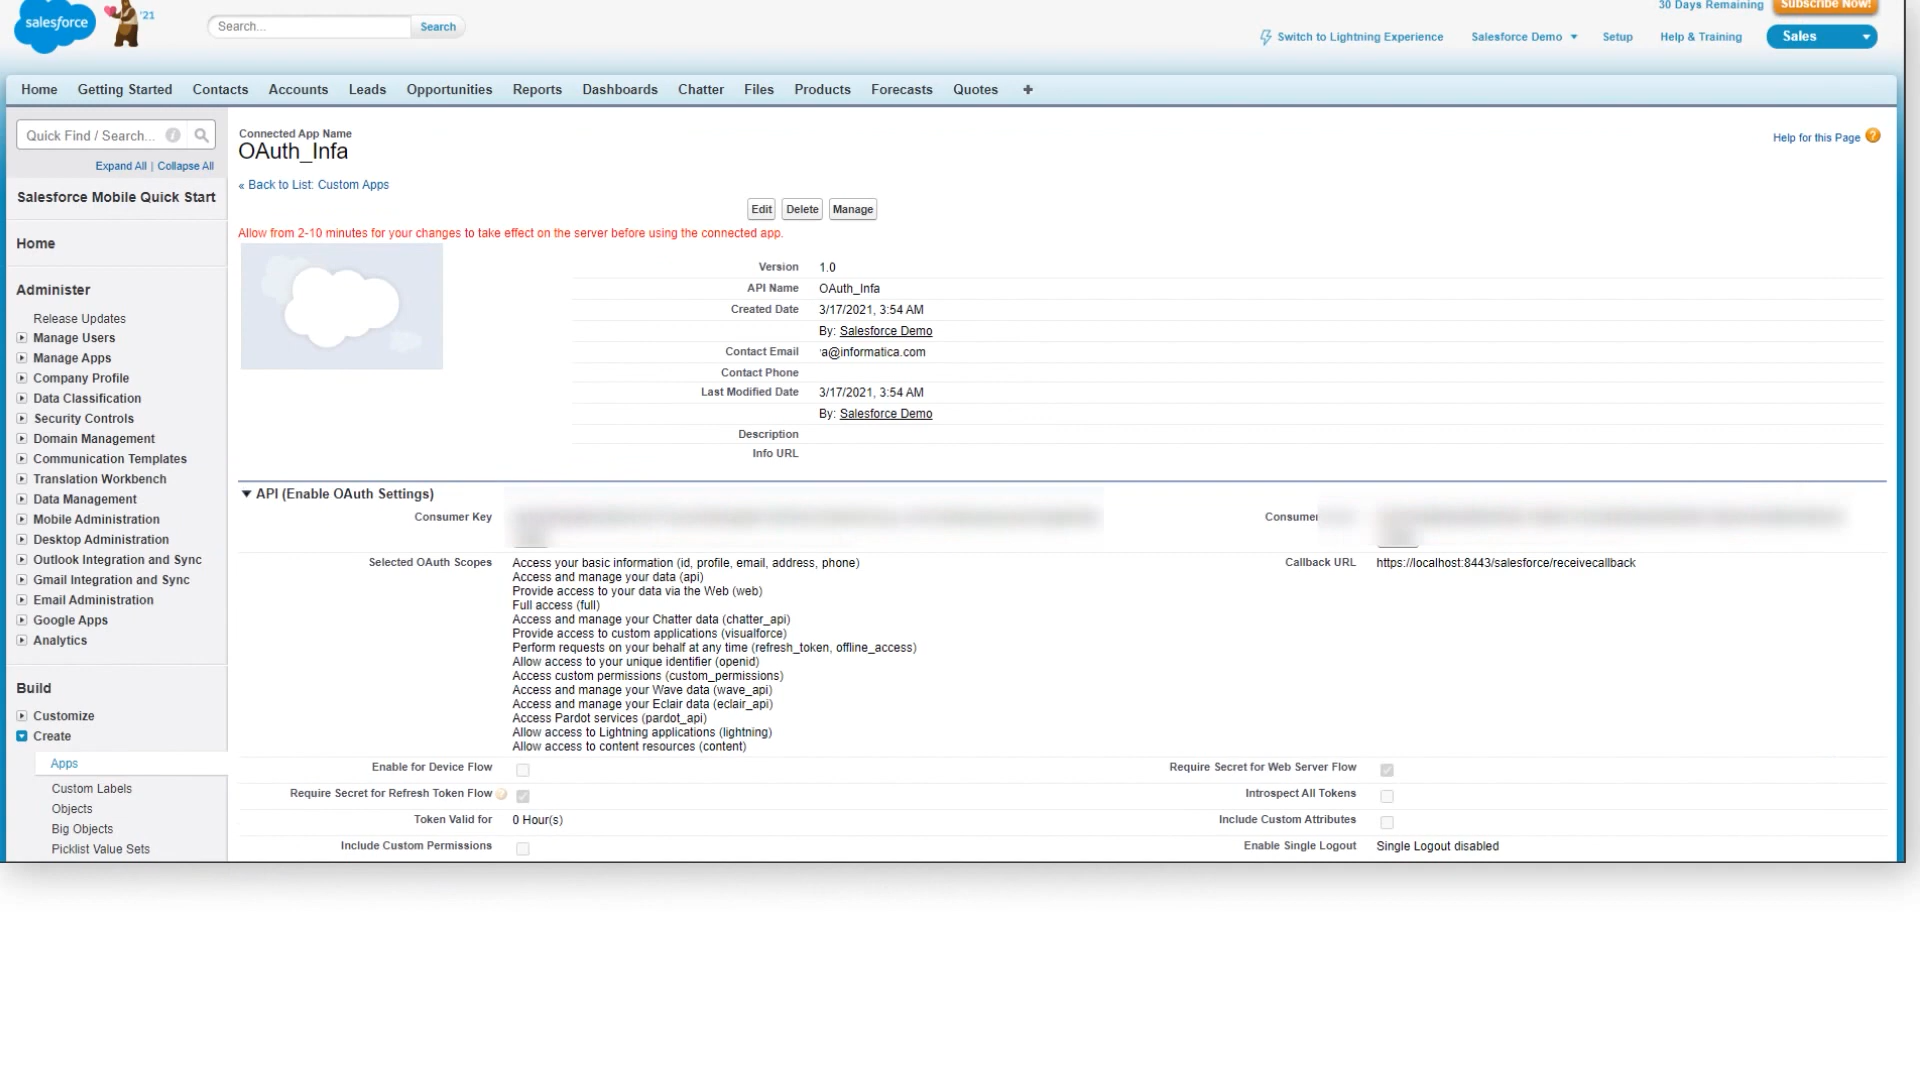 salesforce
'21
Search...
Search
30 Days Remaining
Subscribe Now!
Switch to Lightning Experience
Salesforce Demo
Setup
Help & Training
Sales
Home
Getting Started
Contacts
Accounts
Leads
Opportunities
Reports
Dashboards
Chatter
Files
Products
Forecasts
Quotes
+
Quick Find / Search...
Expand All | Collapse All
Salesforce Mobile Quick Start
Home
Administer
Release Updates
Manage Users
Manage Apps
Company Profile
Data Classification
Security Controls
Domain Management
Communication Templates
Translation Workbench
Data Management
Mobile Administration
Desktop Administration
Outlook Integration and Sync
Gmail Integration and Sync
Email Administration
Google Apps
Analytics
Build
Customize
Create
Apps
Custom Labels
Objects
Big Objects
Picklist Value Sets
Connected App Name
OAuth_Infa
Help for this Page
« Back to List: Custom Apps
Edit
Delete
Manage
Allow from 2-10 minutes for your changes to take effect on the server before using the connected app.
Version 1.0
API Name OAuth_Infa
Created Date 3/17/2021, 3:54 AM
By: Salesforce Demo
Contact Email a@informatica.com
Contact Phone
Last Modified Date 3/17/2021, 3:54 AM
By: Salesforce Demo
Description
Info URL
API (Enable OAuth Settings)
Consumer Key
Consumer
Selected OAuth Scopes
Access your basic information (id, profile, email, address, phone)
Access and manage your data (api)
Provide access to your data via the Web (web)
Full access (full)
Access and manage your Chatter data (chatter_api)
Provide access to custom applications (visualforce)
Perform requests on your behalf at any time (refresh_token, offline_access)
Allow access to your unique identifier (openid)
Access custom permissions (custom_permissions)
Access and manage your Wave data (wave_api)
Access and manage your Eclair data (eclair_api)
Access Pardot services (pardot_api)
Allow access to Lightning applications (lightning)
Allow access to content resources (content)
Callback URL https://localhost:8443/salesforce/receivecallback
Enable for Device Flow
Require Secret for Web Server Flow
Require Secret for Refresh Token Flow
Introspect All Tokens
Token Valid for 0 Hour(s)
Include Custom Attributes
Include Custom Permissions
Enable Single Logout Single Logout disabled